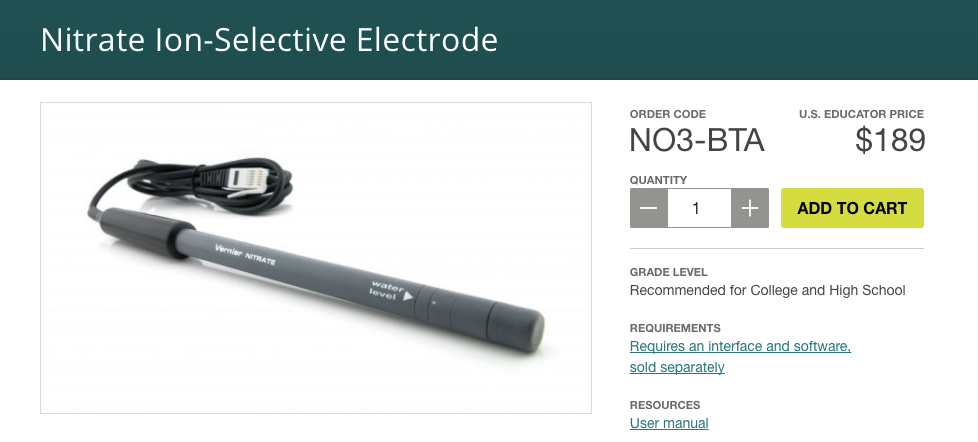 Nitrate Ion-Selective Electrode
Vernier NITRATE
water
level
ORDER CODE
U.S. EDUCATOR PRICE
NO3-BTA
$189
QUANTITY
− 1 +
ADD TO CART
GRADE LEVEL
Recommended for College and High School
REQUIREMENTS
Requires an interface and software,
sold separately
RESOURCES
User manual